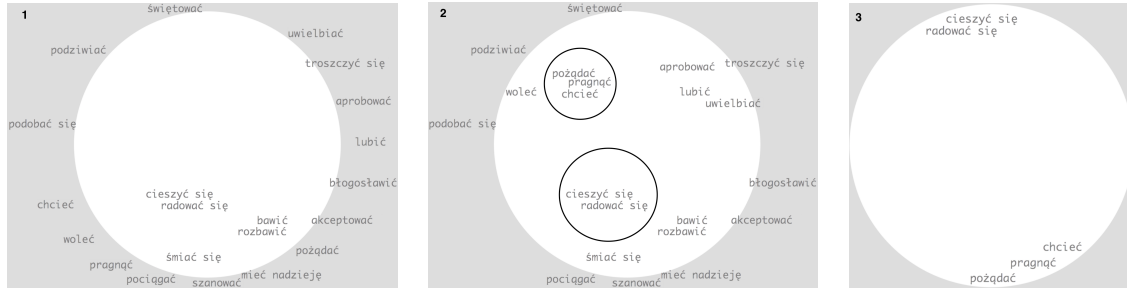 1
świętować
uwielbiać
podziwiać
troszczyć się
aprobować
podobać się
lubić
błogosławić
cieszyć się
radować się
chcieć
bawić
akceptować
rozbawić
woleć
pożądać
śmiać się
pragnąć
mieć nadzieję
pociągać
szanować
2
świętować
podziwiać
troszczyć się
aprobować
pożądać
pragnąć
chcieć
woleć
lubić
uwielbiać
podobać się
błogosławić
cieszyć się
radować się
bawić
akceptować
rozbawić
śmiać się
mieć nadzieję
pociągać
szanować
3
cieszyć się
radować się
chcieć
pragnąć
pożądać